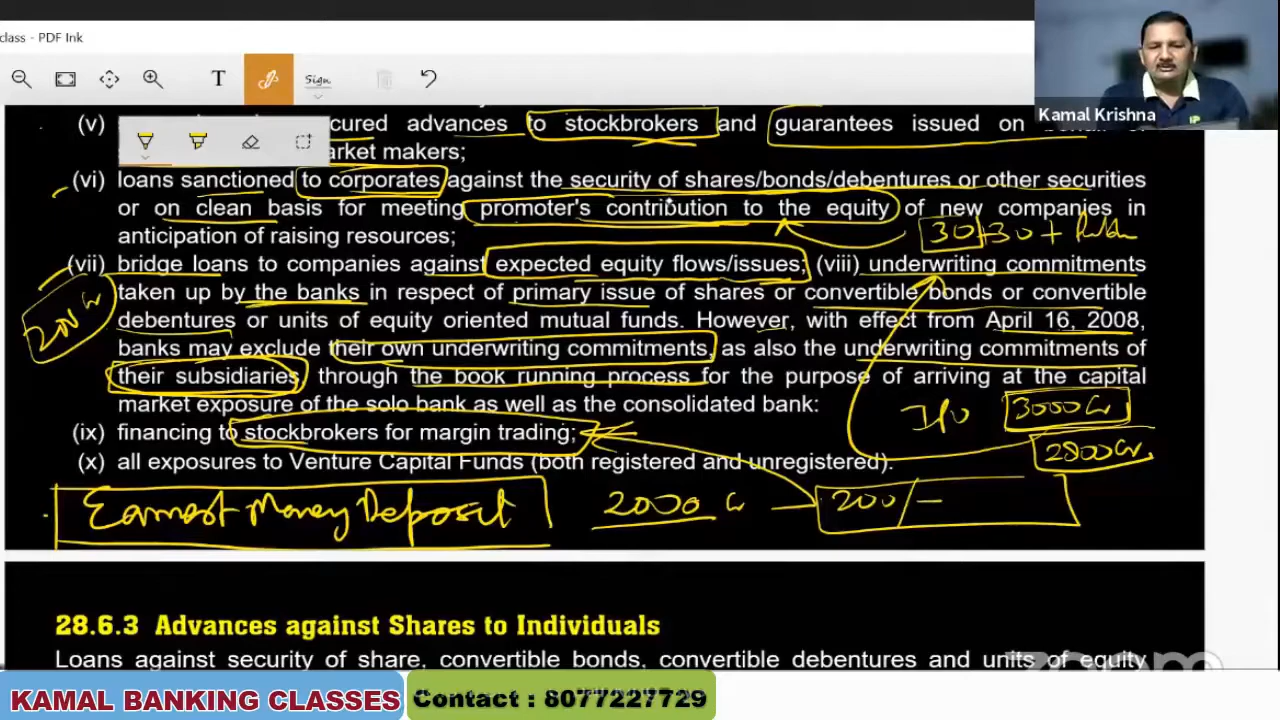 class - PDF Ink
T
Sign
Kamal Krishna
(v) cured advances to stockbrokers and guarantees issued on behalf of
arket makers;
(vi) loans sanctioned to corporates against the security of shares/bonds/debentures or other securities
or on clean basis for meeting promoter's contribution to the equity of new companies in
anticipation of raising resources;
30+30+
(vii) bridge loans to companies against expected equity flows/issues; (viii) underwriting commitments
taken up by the banks in respect of primary issue of shares or convertible bonds or convertible
200 Cr
debentures or units of equity oriented mutual funds. However, with effect from April 16, 2008,
banks may exclude their own underwriting commitments, as also the underwriting commitments of
their subsidiaries through the book running process for the purpose of arriving at the capital
market exposure of the solo bank as well as the consolidated bank:
IPO 3000 Cr
(ix) financing to stockbrokers for margin trading;
2800 Cr
(x) all exposures to Venture Capital Funds (both registered and unregistered).
Earnest Money Deposit 2000 Cr 200/-
28.6.3 Advances against Shares to Individuals
Loans against security of share, convertible bonds, convertible debentures and units of equity
zoom
KAMAL BANKING CLASSES Contact : 8077227729